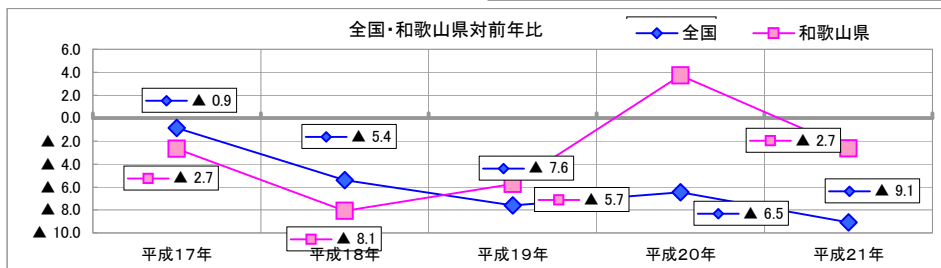 全国・和歌山県対前年比
全国
和歌山県
6.0
4.0
2.0
0.0
▲ 2.0
▲ 4.0
▲ 6.0
▲ 8.0
▲ 10.0
▲ 0.9
▲ 5.4
▲ 7.6
▲ 6.5
▲ 9.1
▲ 2.7
▲ 8.1
▲ 5.7
▲ 2.7
平成17年
平成18年
平成19年
平成20年
平成21年